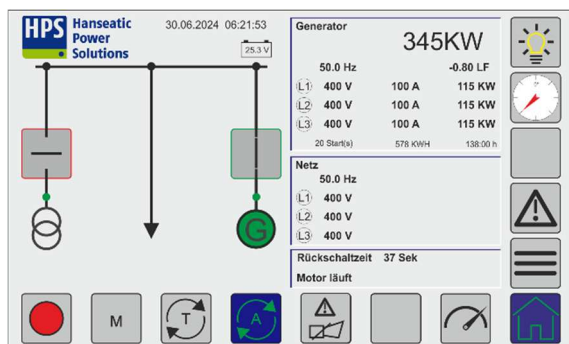 HPS Hanseatic Power Solutions
30.06.2024 06:21:53
25.3 V
G
Generator
345KW
50.0 Hz -0.80 LF
L1 400 V 100 A 115 KW
L2 400 V 100 A 115 KW
L3 400 V 100 A 115 KW
20 Start(s) 578 KWH 138:00 h
Netz
50.0 Hz
L1 400 V
L2 400 V
L3 400 V
Rückschaltzeit 37 Sek
Motor läuft
M T A